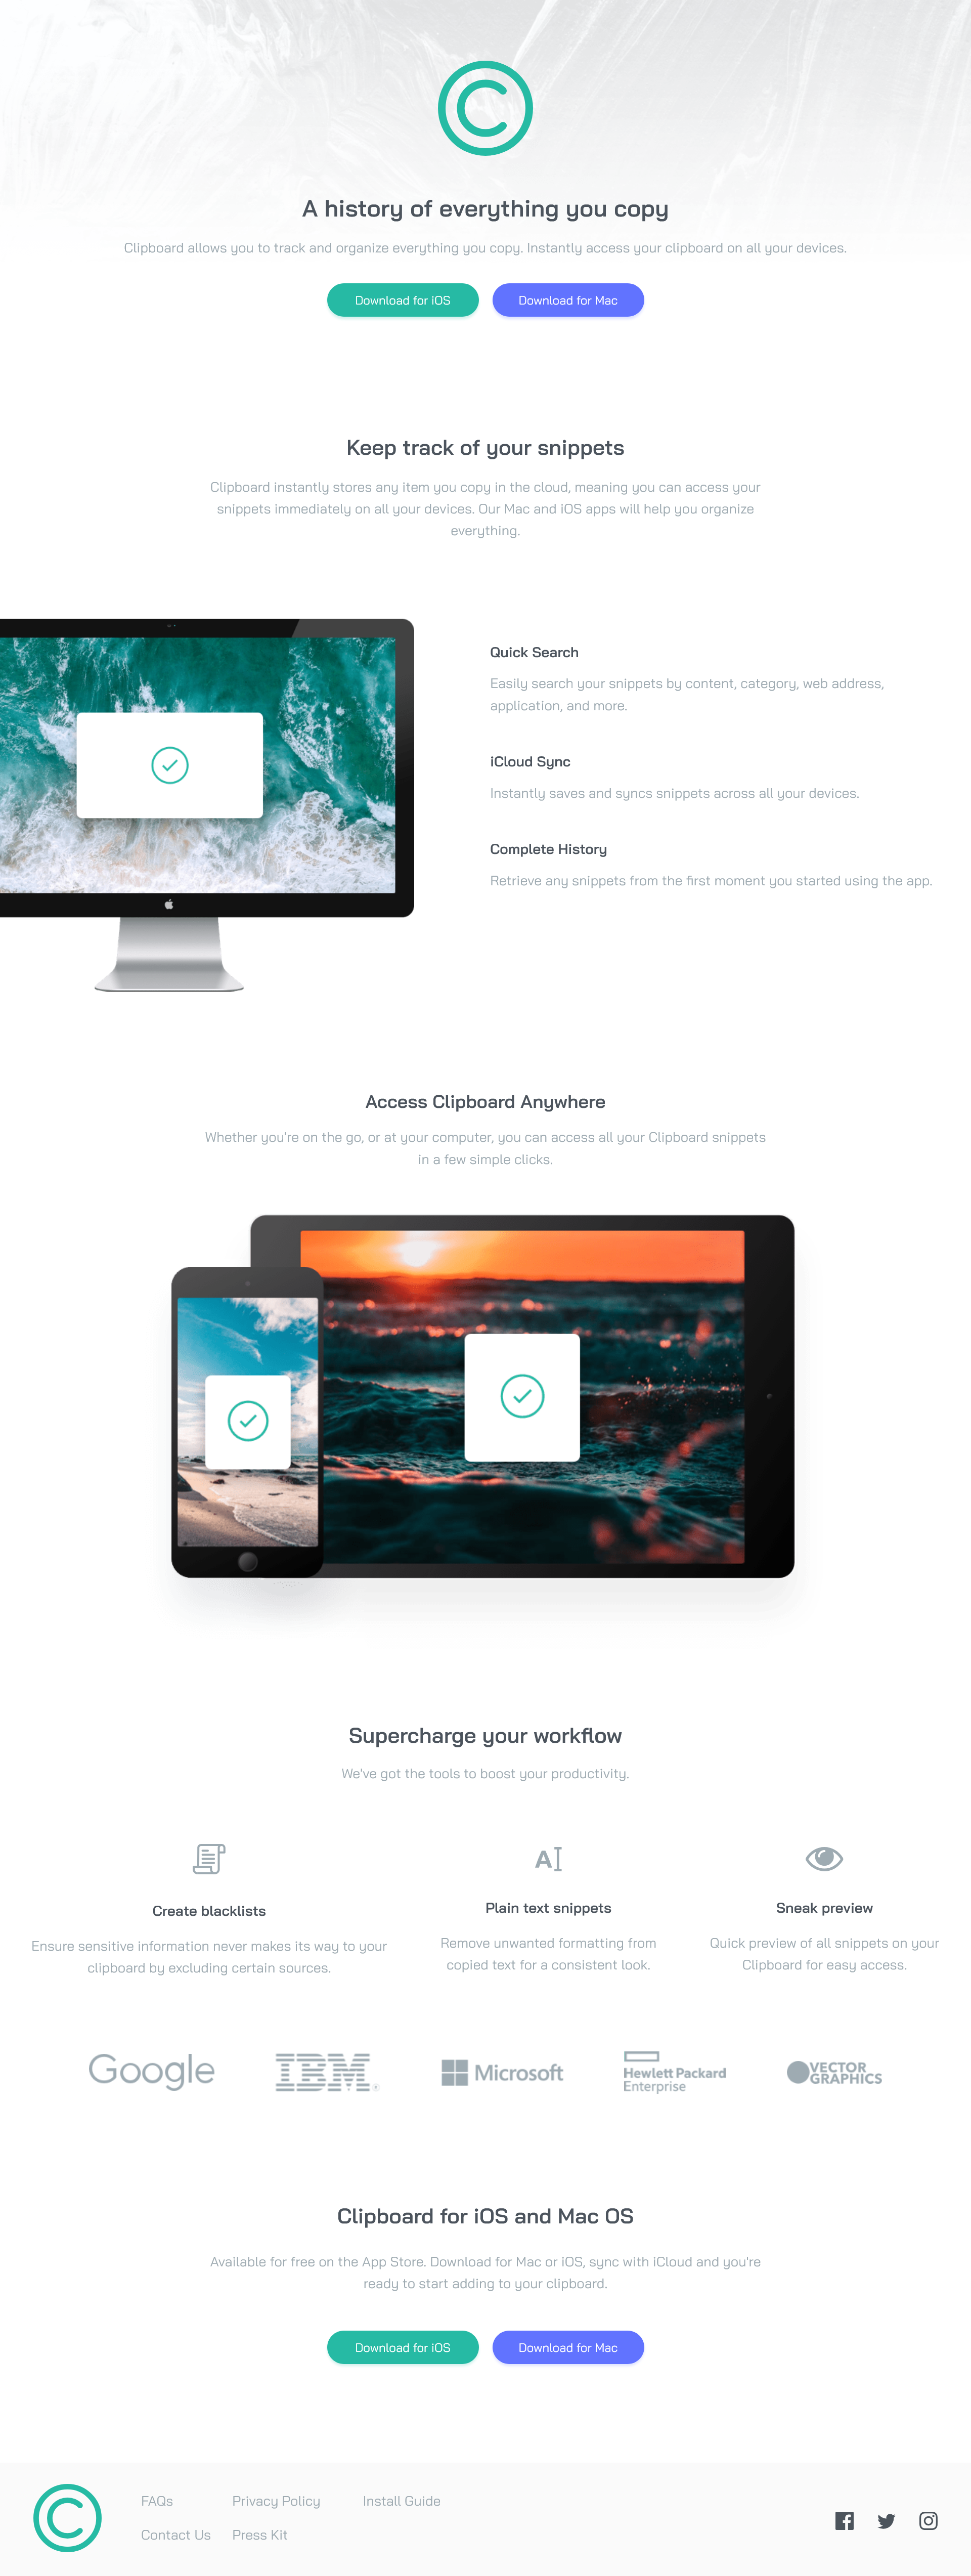 A history of everything you copy
Clipboard allows you to track and organize everything you copy. Instantly access your clipboard on all your devices.
Download for iOS
Download for Mac
Keep track of your snippets
Clipboard instantly stores any item you copy in the cloud, meaning you can access your
snippets immediately on all your devices. Our Mac and iOS apps will help you organize
everything.
Quick Search
Easily search your snippets by content, category, web address,
application, and more.
iCloud Sync
Instantly saves and syncs snippets across all your devices.
Complete History
Retrieve any snippets from the first moment you started using the app.
Access Clipboard Anywhere
Whether you're on the go, or at your computer, you can access all your Clipboard snippets
in a few simple clicks.
Supercharge your workflow
We've got the tools to boost your productivity.
Create blacklists
Ensure sensitive information never makes its way to your
clipboard by excluding certain sources.
Plain text snippets
Remove unwanted formatting from
copied text for a consistent look.
Sneak preview
Quick preview of all snippets on your
Clipboard for easy access.
Google
IBM
Microsoft
Hewlett Packard
Enterprise
VECTOR
GRAPHICS
Clipboard for iOS and Mac OS
Available for free on the App Store. Download for Mac or iOS, sync with iCloud and you're
ready to start adding to your clipboard.
Download for iOS
Download for Mac
FAQs
Privacy Policy
Install Guide
Contact Us
Press Kit